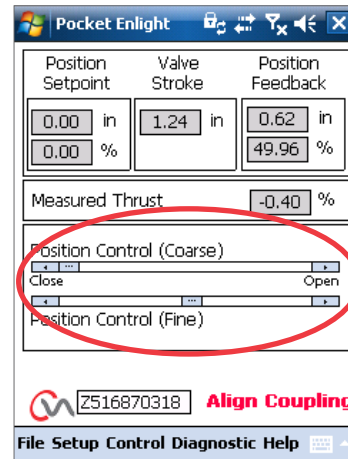 Pocket Enlight
Position Setpoint
Valve Stroke
Position Feedback
0.00 in
1.24 in
0.62 in
0.00 %
49.96 %
Measured Thrust -0.40 %
Position Control (Coarse)
Close Open
Position Control (Fine)
Z516870318 Align Coupling
File Setup Control Diagnostic Help